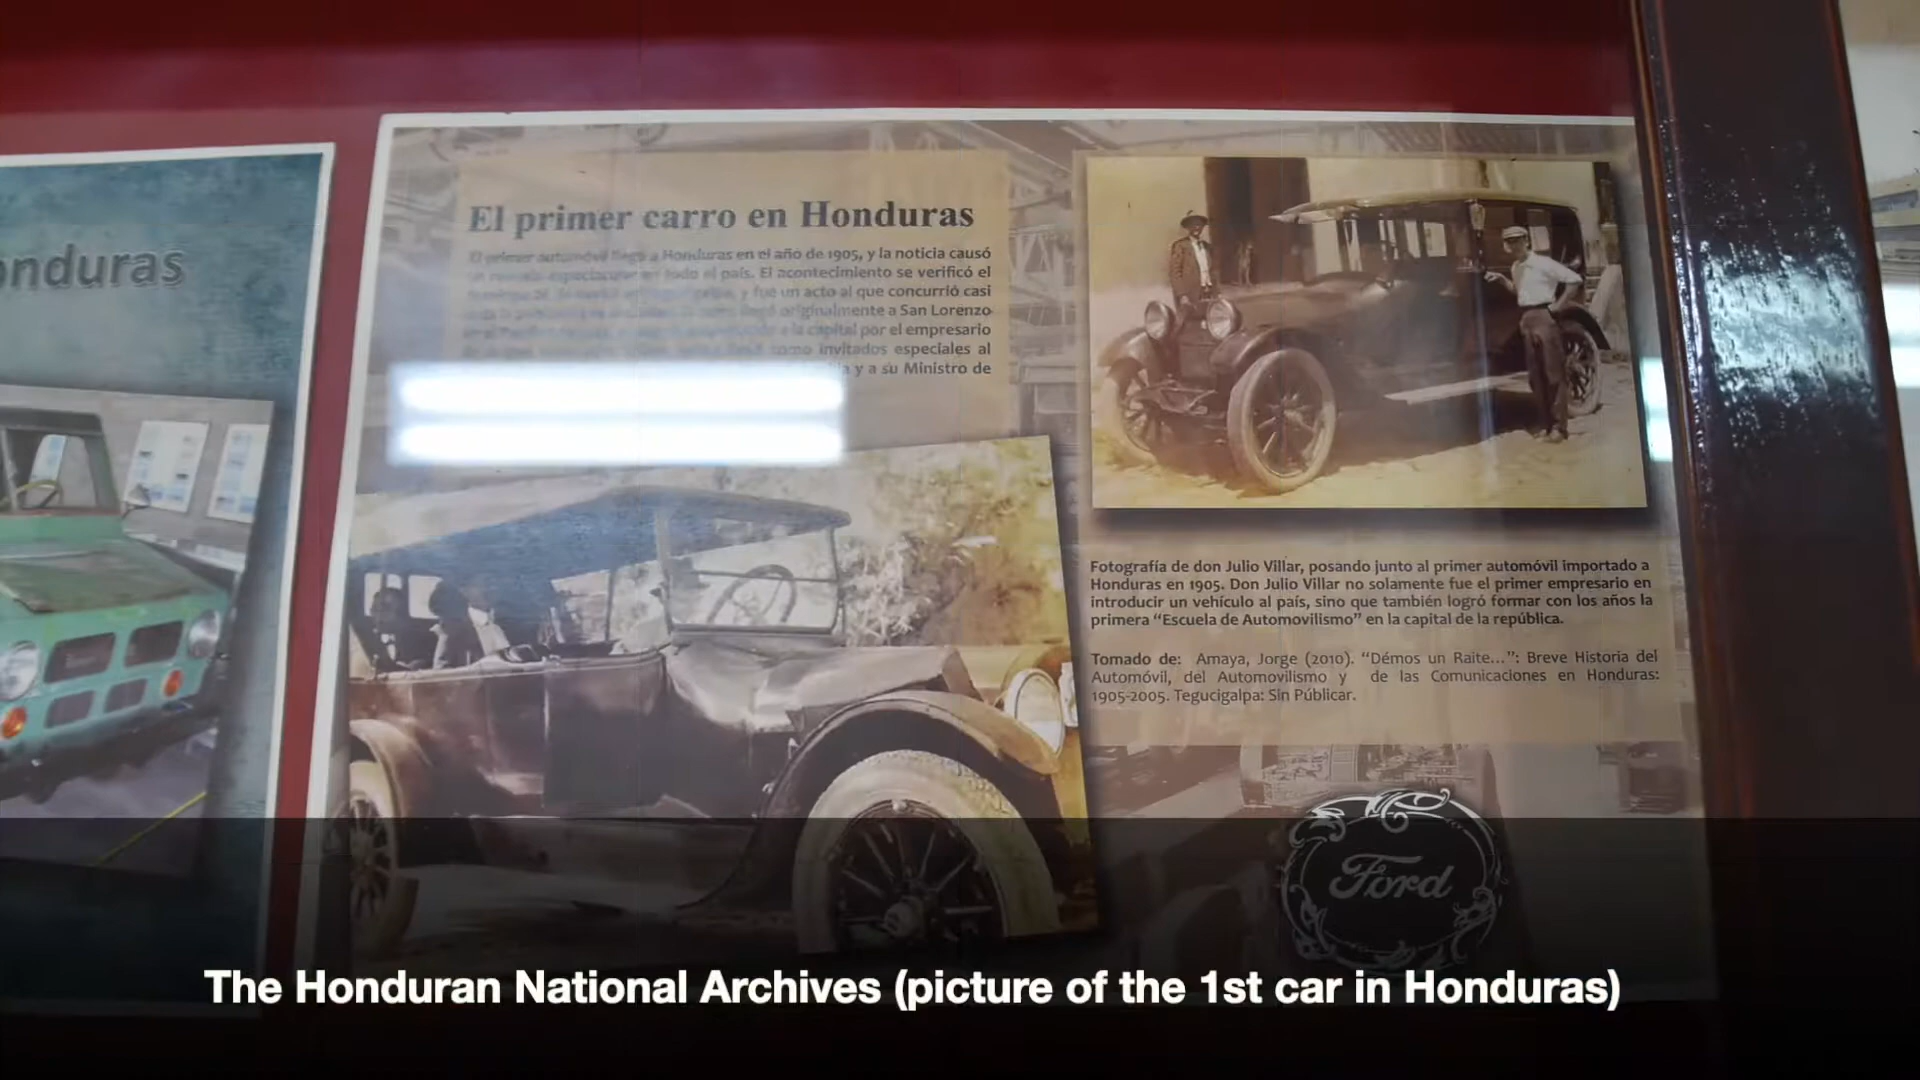 onduras
El primer carro en Honduras
El primer automóvil llegó a Honduras en el año de 1905, y la noticia causó
en todo el país. El acontecimiento se verificó el
y fue un acto al que concurrió casi
originalmente a San Lorenzo
a la capital por el empresario
como invitados especiales al
y a su Ministro de
Fotografía de don Julio Villar, posando junto al primer automóvil importado a
Honduras en 1905. Don Julio Villar no solamente fue el primer empresario en
introducir un vehículo al país, sino que también logró formar con los años la
primera “Escuela de Automovilismo” en la capital de la república.
Tomado de: Amaya, Jorge (2010). “Démos un Raite...”: Breve Historia del
Automóvil, del Automovilismo y de las Comunicaciones en Honduras:
1905-2005. Tegucigalpa: Sin Públicar.
Ford
The Honduran National Archives (picture of the 1st car in Honduras)